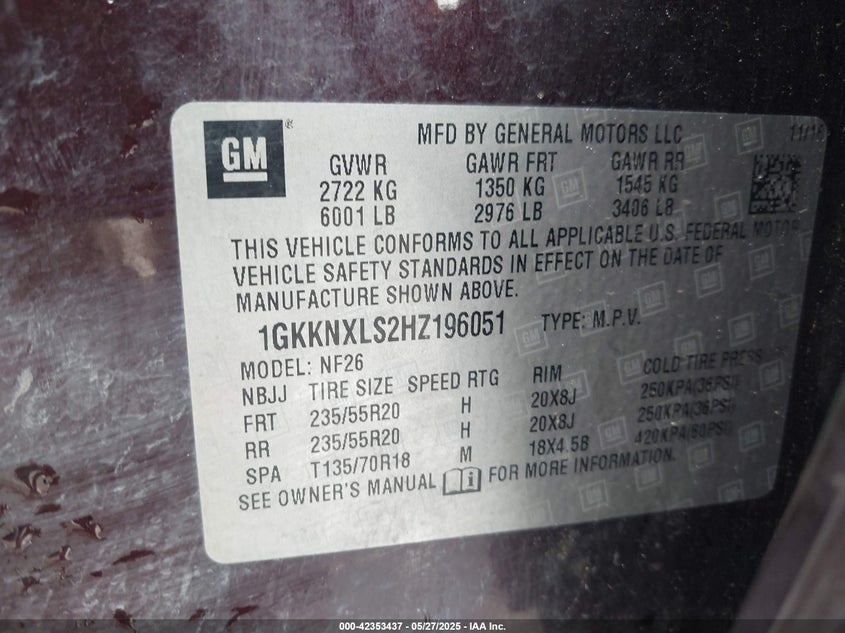 GM ®
MFD BY GENERAL MOTORS LLC 11/16
GVWR GAWR FRT GAWR RR
2722 KG 1350 KG 1545 KG
6001 LB 2976 LB 3406 LB
THIS VEHICLE CONFORMS TO ALL APPLICABLE U.S. FEDERAL MOTOR
VEHICLE SAFETY STANDARDS IN EFFECT ON THE DATE OF
MANUFACTURE SHOWN ABOVE.
1GKKNXLS2HZ196051 TYPE: M.P.V.
MODEL: NF26
NBJJ TIRE SIZE SPEED RTG RIM COLD TIRE PRESS
FRT 235/55R20 H 20X8J 250KPA(36PSI)
RR 235/55R20 H 20X8J 250KPA(36PSI)
SPA T135/70R18 M 18X4.5B 420KPA(60PSI)
SEE OWNER'S MANUAL FOR MORE INFORMATION.
000-42353437 - 05/27/2025 - IAA Inc.